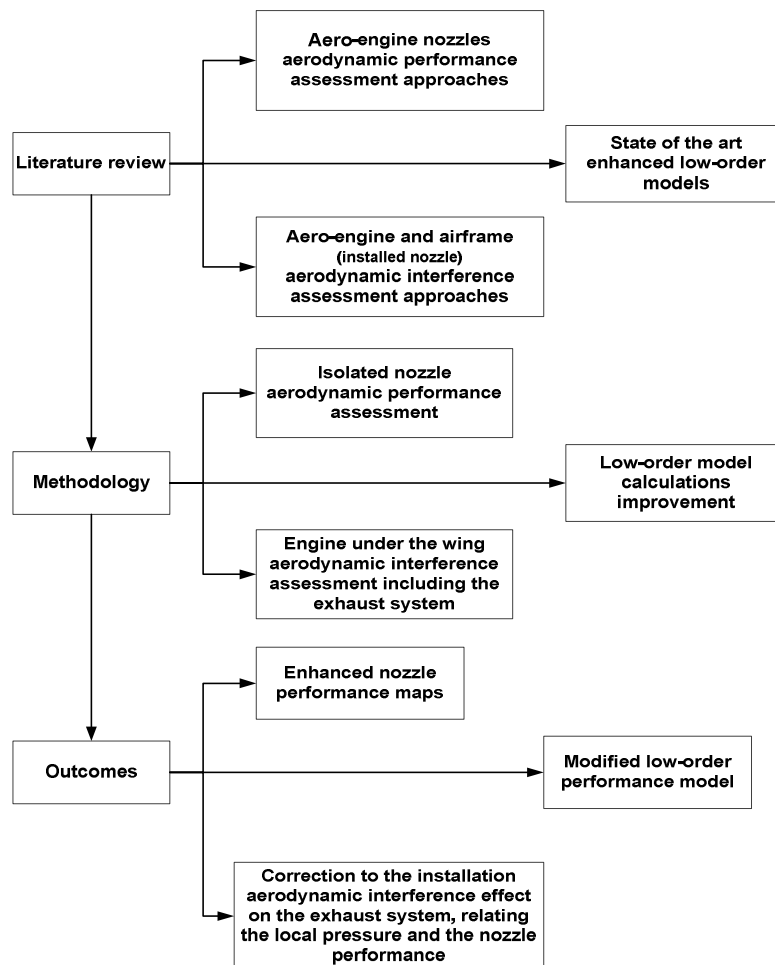 Aero-engine nozzles
aerodynamic performance
assessment approaches
Literature review
State of the art
enhanced low-order
models
Aero-engine and airframe
(installed nozzle)
aerodynamic interference
assessment approaches
Isolated nozzle
aerodynamic performance
assessment
Methodology
Low-order model
calculations
improvement
Engine under the wing
aerodynamic interference
assessment including the
exhaust system
Enhanced nozzle
performance maps
Outcomes
Modified low-order
performance model
Correction to the installation
aerodynamic interference effect
on the exhaust system, relating
the local pressure and the nozzle
performance